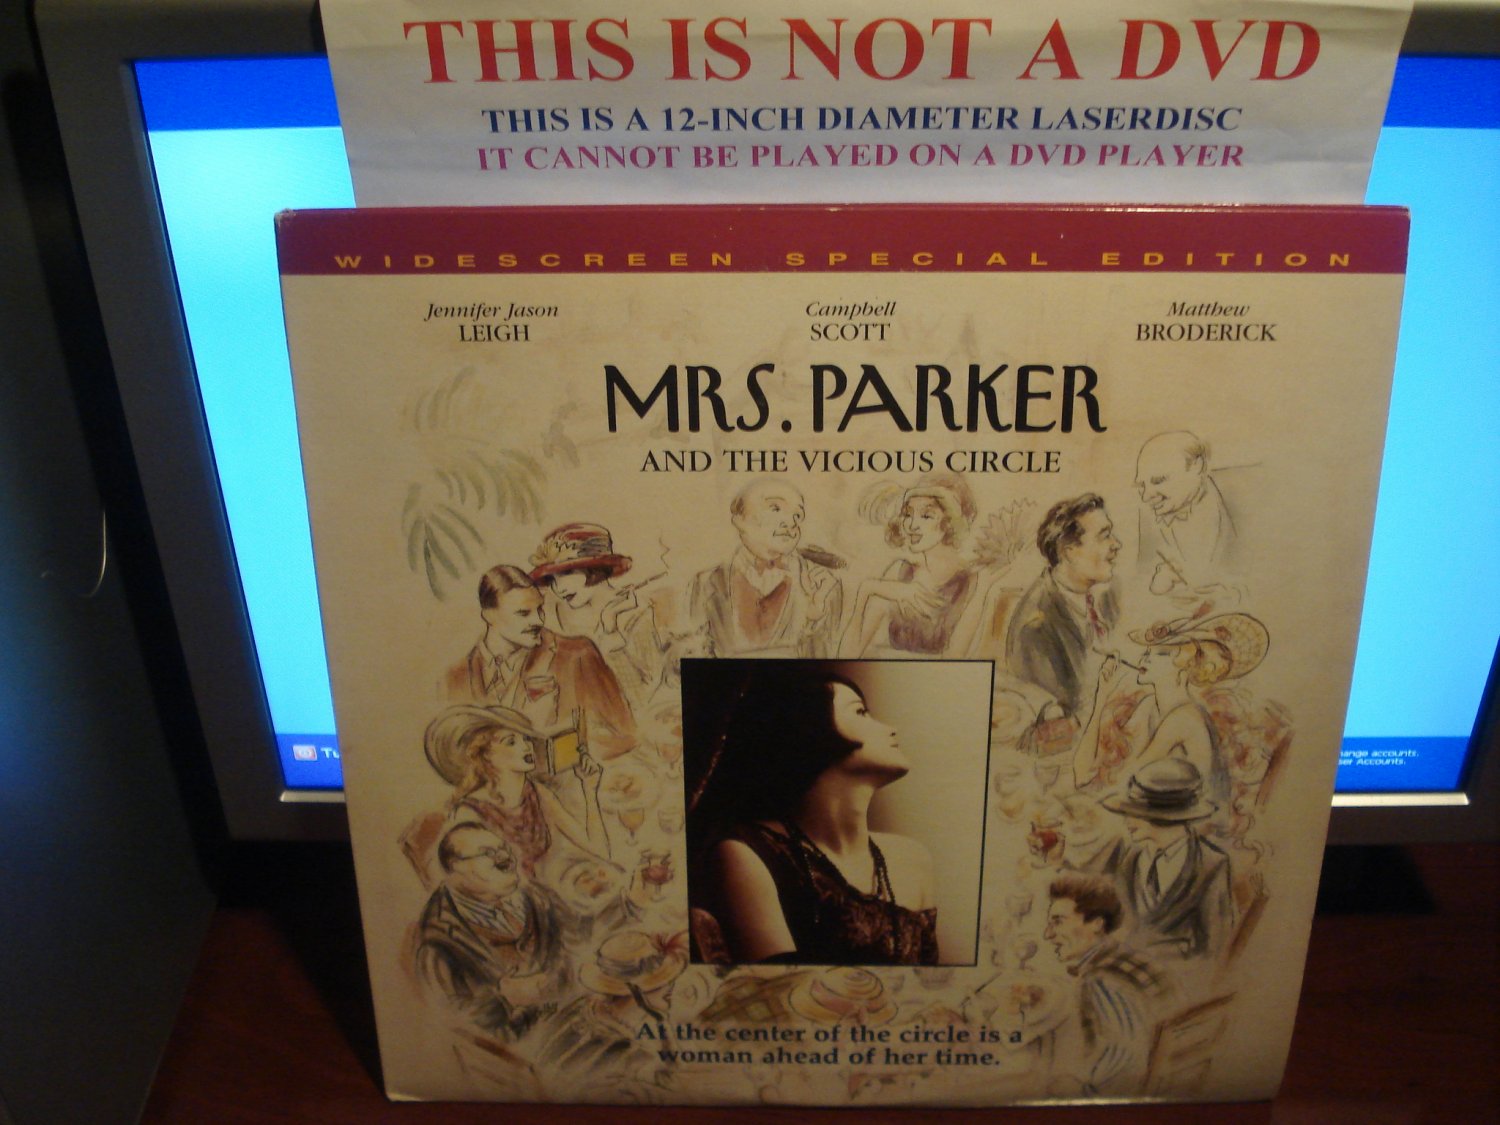 THIS IS NOT A DVD
THIS IS A 12-INCH DIAMETER LASERDISC
IT CANNOT BE PLAYED ON A DVD PLAYER
WIDESCREEN SPECIAL EDITION
Jennifer Jason
LEIGH
Campbell
SCOTT
Matthew
BRODERICK
MRS. PARKER
AND THE VICIOUS CIRCLE
At the center of the circle is a
woman ahead of her time.
accounts.
Accounts.